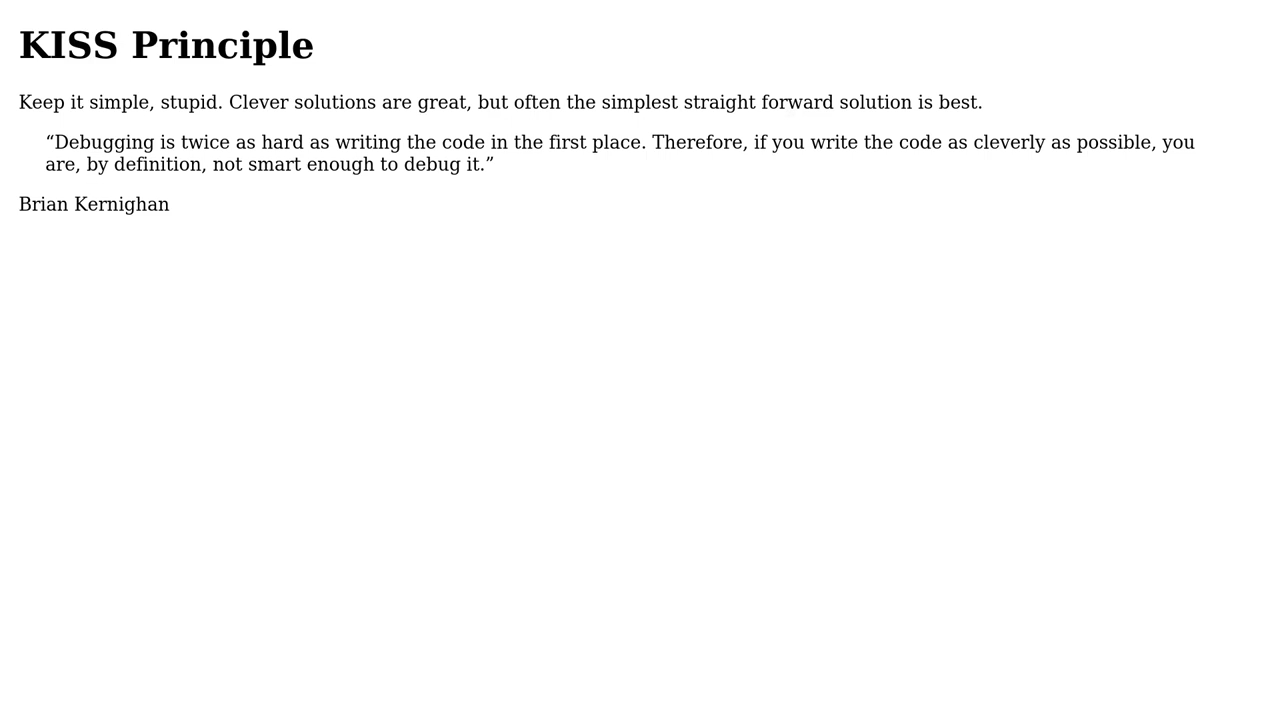 KISS Principle
Keep it simple, stupid. Clever solutions are great, but often the simplest straight forward solution is best.
“Debugging is twice as hard as writing the code in the first place. Therefore, if you write the code as cleverly as possible, you
are, by definition, not smart enough to debug it.”
Brian Kernighan